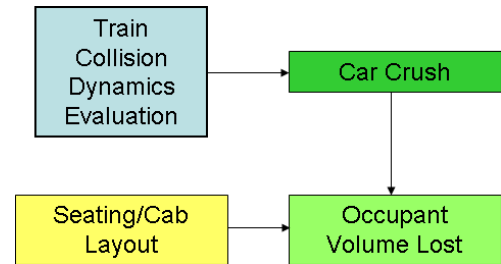 Train
Collision
Dynamics
Evaluation
Car Crush
Seating/Cab
Layout
Occupant
Volume Lost